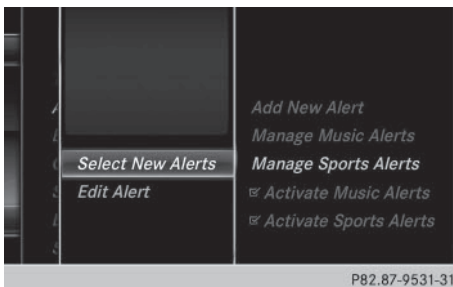 Add New Alert
Manage Music Alerts
Select New Alerts
Manage Sports Alerts
Edit Alert
Activate Music Alerts
Activate Sports Alerts
P82.87-9531-31